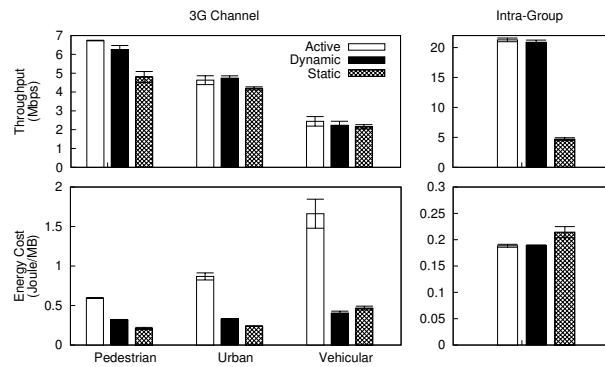 3G Channel
Intra-Group
Throughput
(Mbps)
7
6
5
4
3
2
1
0
Active
Dynamic
Static
20
15
10
5
0
Energy Cost
(Joule/MB)
2
1.5
1
0.5
0
Pedestrian
Urban
Vehicular
0.3
0.25
0.2
0.15
0.1
0.05
0